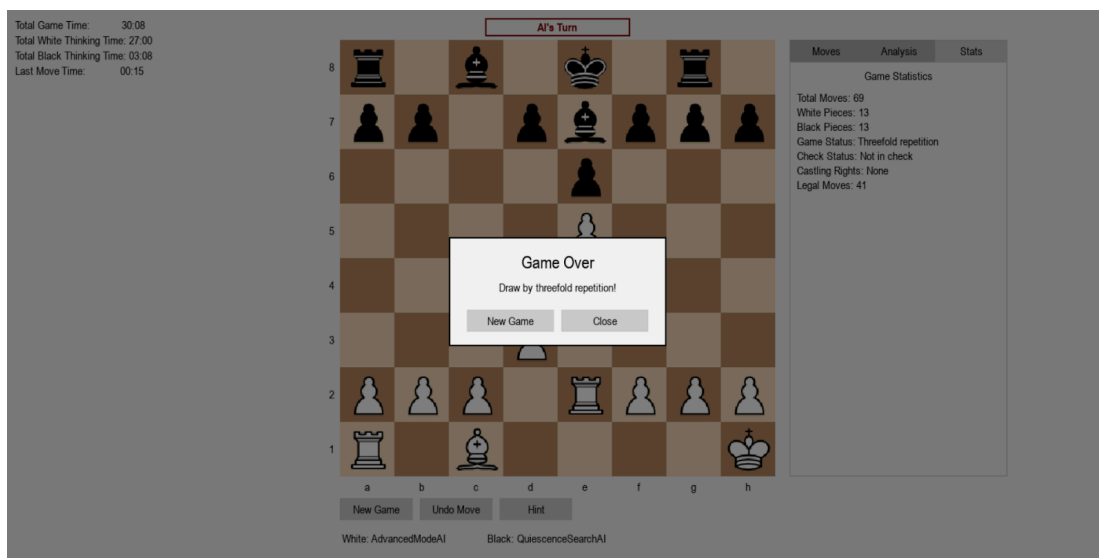 Total Game Time: 30:08
Total White Thinking Time: 27:00
Total Black Thinking Time: 03:08
Last Move Time: 00:15
AI's Turn
Moves Analysis Stats
Game Statistics
Total Moves: 69
White Pieces: 13
Black Pieces: 13
Game Status: Threefold repetition
Check Status: Not in check
Castling Rights: None
Legal Moves: 41
8
7
6
5
4
3
2
1
Game Over
Draw by threefold repetition!
New Game Close
a b c d e f g h
New Game Undo Move Hint
White: AdvancedModeAI Black: QuiescenceSearchAI